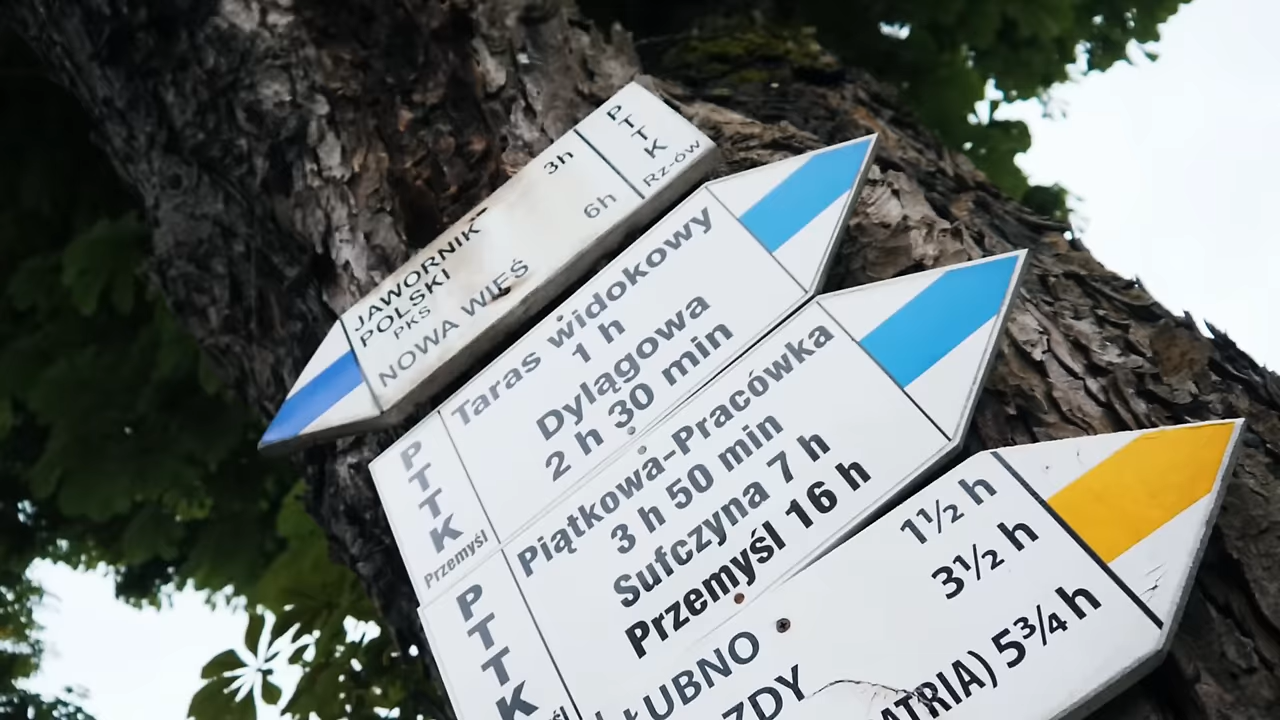 PTTK
Rz-ów
JAWORNIK 3h
POLSKI
PKS
NOWA WIEŚ 6h
PTTK
Przemyśl
Taras widokowy
1 h
Dylągowa
2 h 30 min
PTTK
Piątkowa-Pracówka
3 h 50 min
Sufczyna 7 h
Przemyśl 16 h
1½ h
ŁUBNO 3½ h
5¾ h